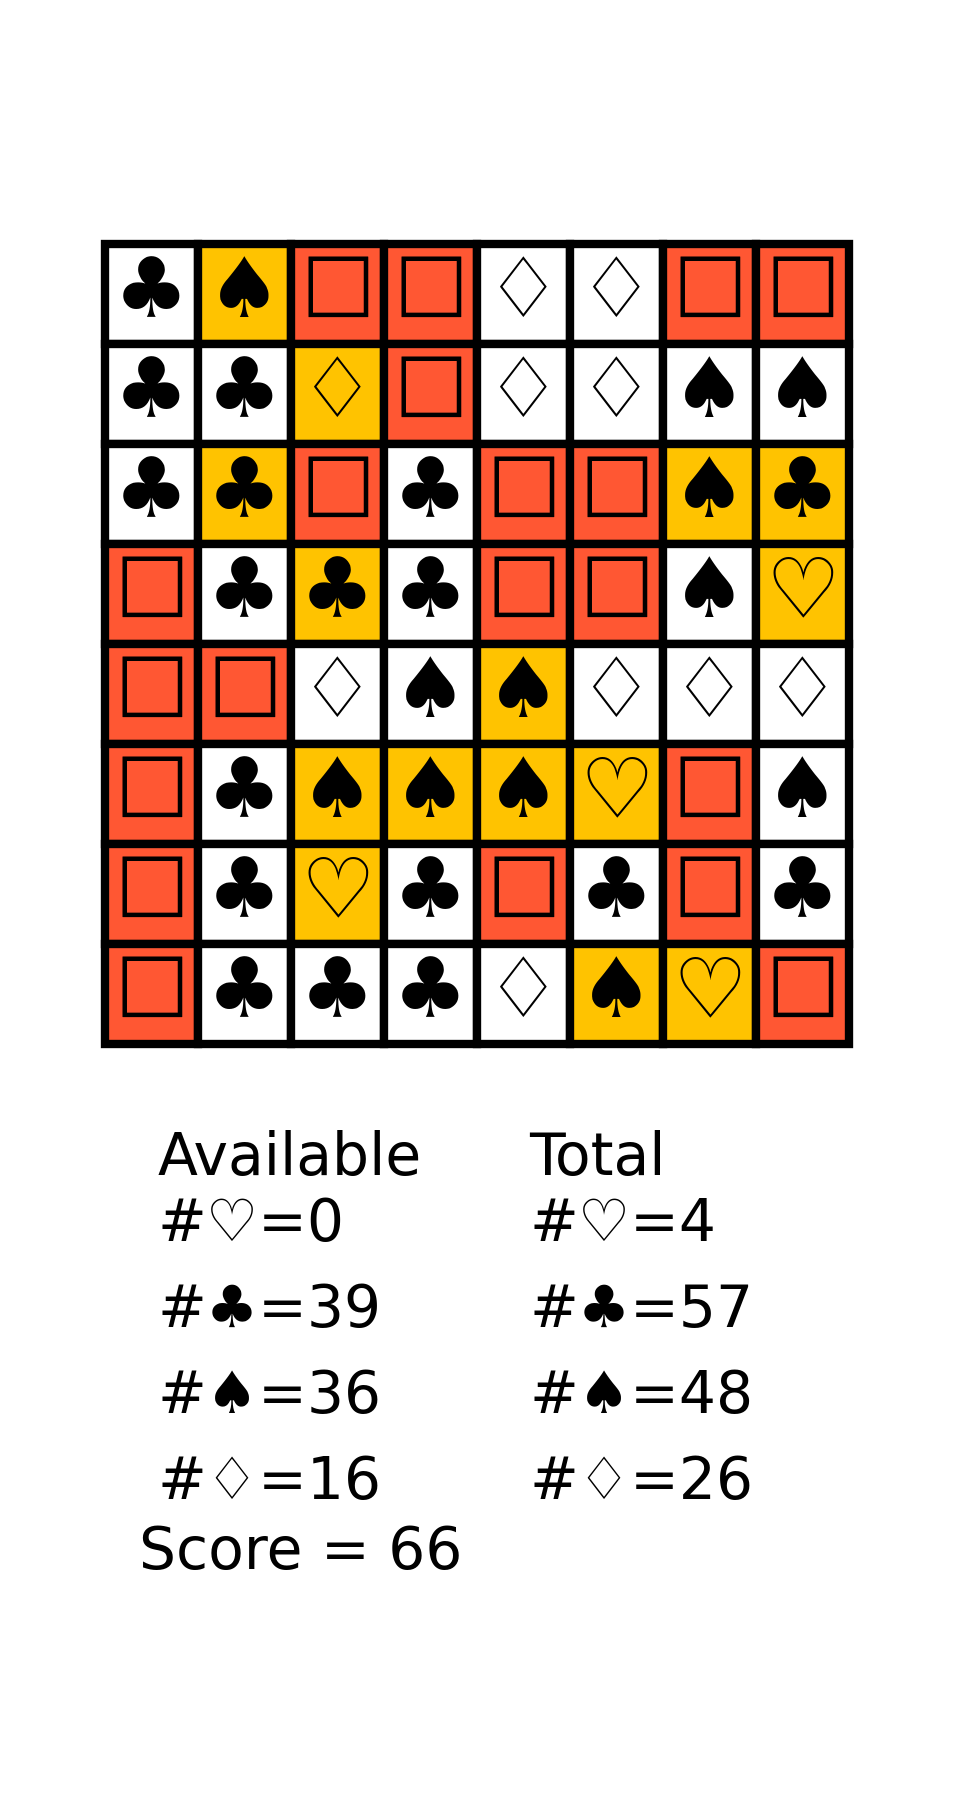 ♣ ♠ □ □ ♢ ♢ □ □
♣ ♣ ♢ □ ♢ ♢ ♠ ♠
♣ ♣ □ ♣ □ □ ♠ ♣
□ ♣ ♣ ♣ □ □ ♠ ♡
□ □ ♢ ♠ ♠ ♢ ♢ ♢
□ ♣ ♠ ♠ ♠ ♡ □ ♠
□ ♣ ♡ ♣ □ ♣ □ ♣
□ ♣ ♣ ♣ ♢ ♠ ♡ □
Available Total
#♡=0 #♡=4
#♣=39 #♣=57
#♠=36 #♠=48
#♢=16 #♢=26
Score = 66